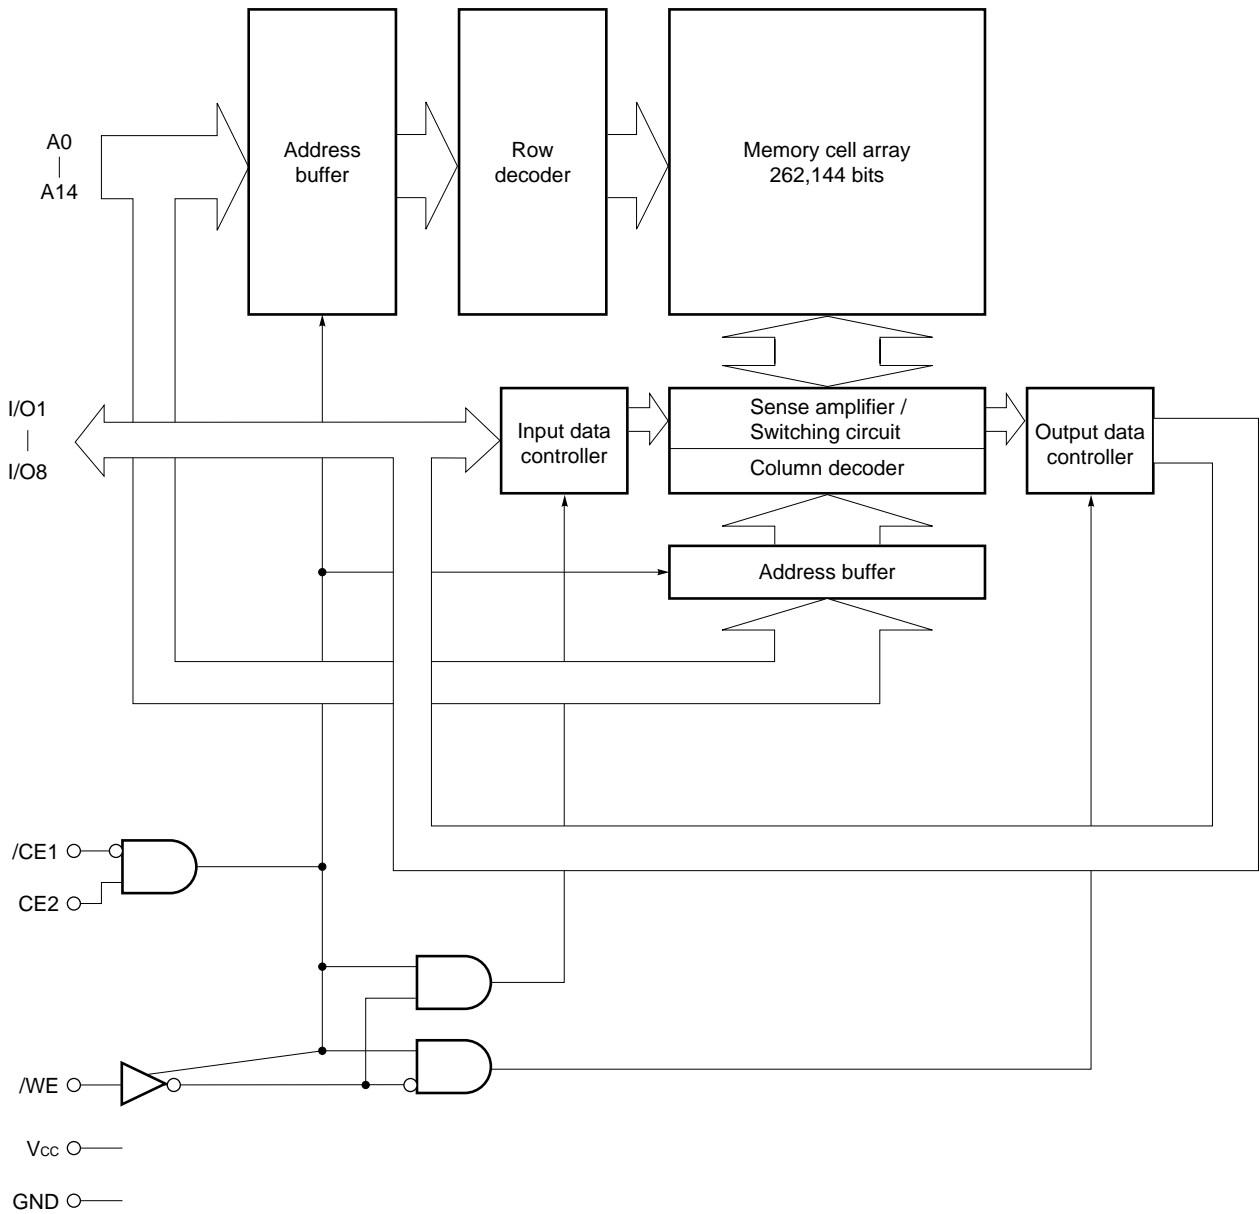 A0
A14
Address
buffer
Row
decoder
Memory cell array
262,144 bits
I/O1
I/O8
Input data
controller
Sense amplifier /
Switching circuit
Column decoder
Output data
controller
Address buffer
/CE1
CE2
/WE
VCC
GND